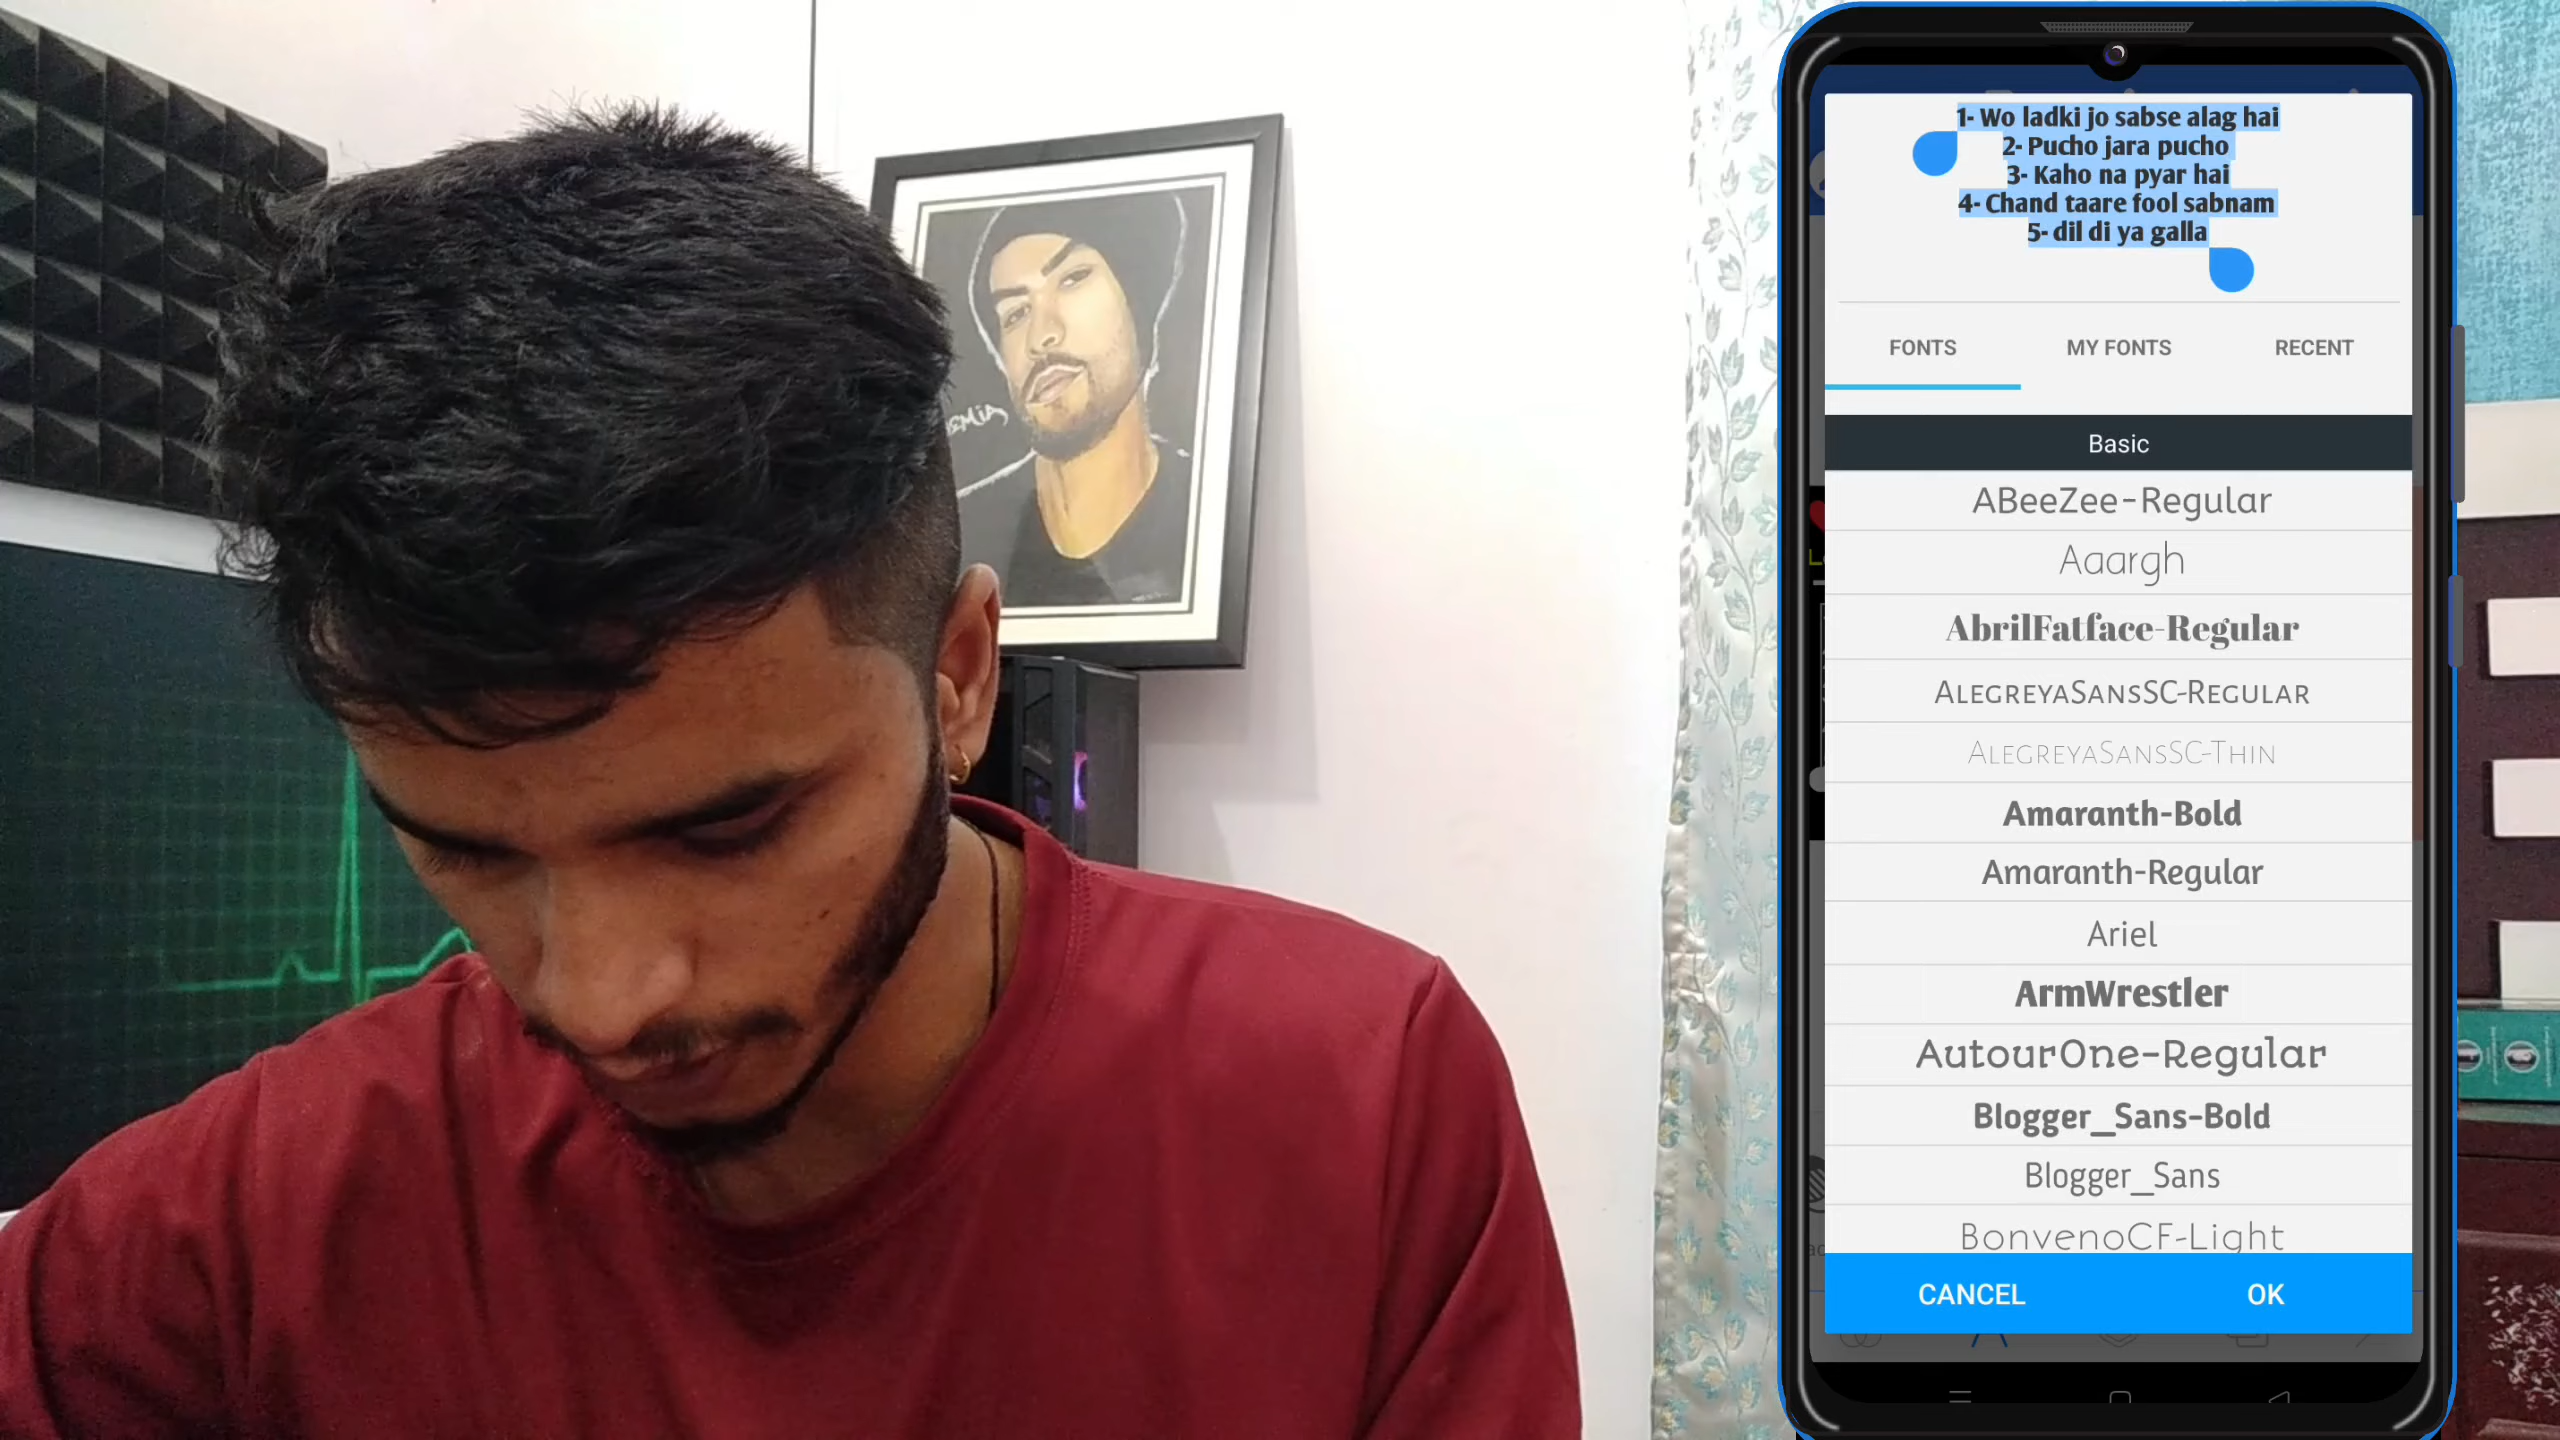 1- Wo ladki jo sabse alag hai
2- Pucho jara pucho
3- Kaho na pyar hai
4- Chand taare fool sabnam
5- dil di ya galla
FONTS MY FONTS RECENT
Basic
ABeeZee-Regular
Aaargh
AbrilFatface-Regular
AlegreyaSansSC-Regular
AlegreyaSansSC-Thin
Amaranth-Bold
Amaranth-Regular
Ariel
ArmWrestler
AutourOne-Regular
Blogger_Sans-Bold
Blogger_Sans
BonvenoCF-Light
CANCEL OK